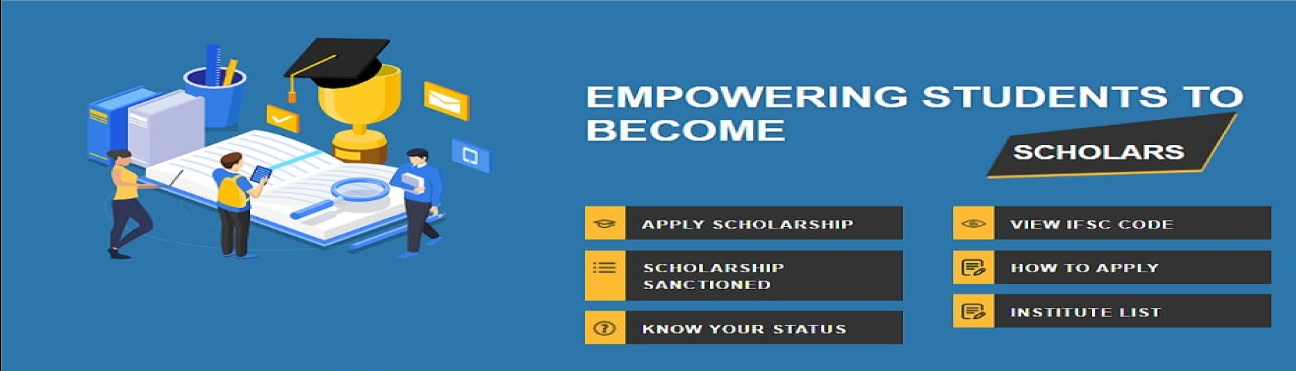 EMPOWERING STUDENTS TO
BECOME
SCHOLARS
APPLY SCHOLARSHIP
SCHOLARSHIP
SANCTIONED
KNOW YOUR STATUS
VIEW IFSC CODE
HOW TO APPLY
INSTITUTE LIST